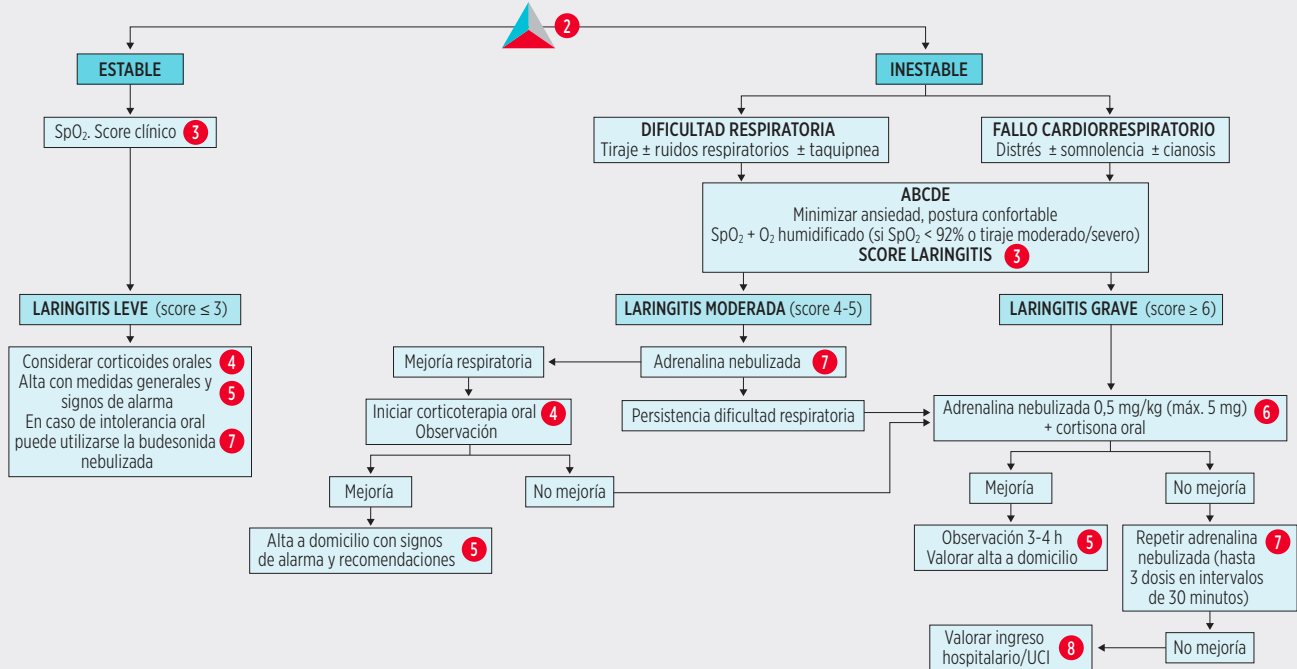 2
ESTABLE
INESTABLE
SpO₂. Score clínico 3
DIFICULTAD RESPIRATORIA
Tiraje ± ruidos respiratorios ± taquipnea
FALLO CARDIORRESPIRATORIO
Distrés ± somnolencia ± cianosis
ABCDE
Minimizar ansiedad, postura confortable
SpO₂ + O₂ humidificado (si SpO₂ < 92% o tiraje moderado/severo)
SCORE LARINGITIS 3
LARINGITIS LEVE (score ≤ 3)
LARINGITIS MODERADA (score 4-5)
LARINGITIS GRAVE (score ≥ 6)
Considerar corticoides orales 4
Alta con medidas generales y
signos de alarma 5
En caso de intolerancia oral
puede utilizarse la budesonida 7
nebulizada
Mejoría respiratoria
Adrenalina nebulizada 7
Iniciar corticoterapia oral 4
Observación
Persistencia dificultad respiratoria
Adrenalina nebulizada 0,5 mg/kg (máx. 5 mg) 6
+ cortisona oral
Mejoría
No mejoría
Mejoría
No mejoría
Alta a domicilio con signos
de alarma y recomendaciones 5
Observación 3-4 h 5
Valorar alta a domicilio
Repetir adrenalina 7
nebulizada (hasta
3 dosis en intervalos
de 30 minutos)
Valorar ingreso 8
hospitalario/UCI
No mejoría